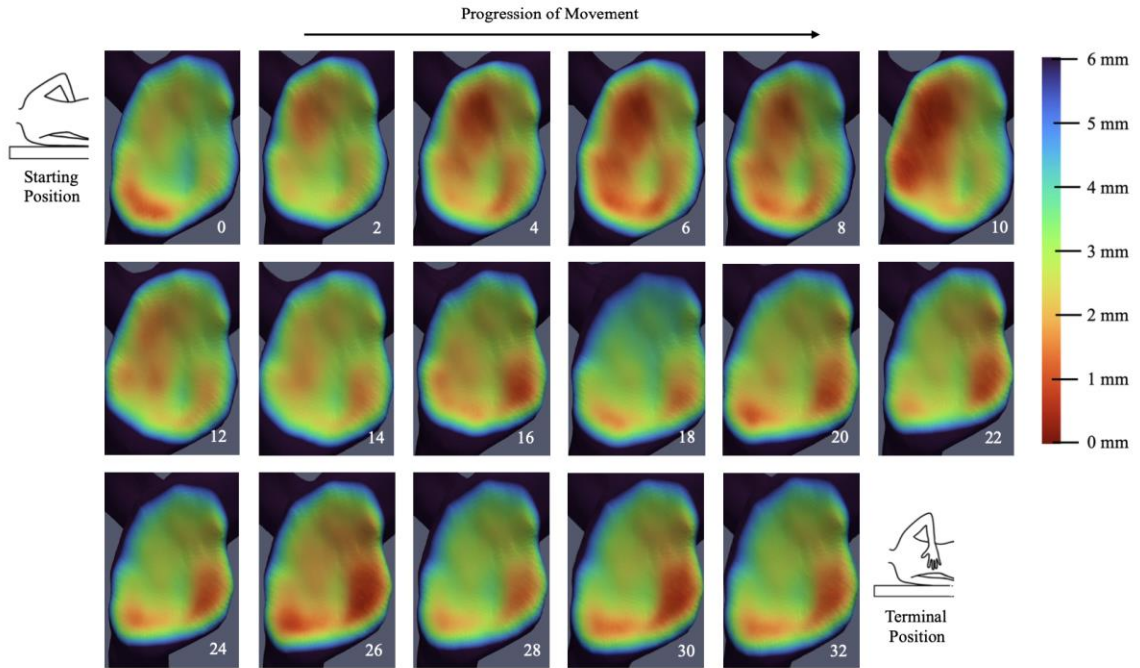 Progression of Movement
Starting
Position
0
2
4
6
8
10
6 mm
5 mm
4 mm
3 mm
2 mm
1 mm
0 mm
12
14
16
18
20
22
24
26
28
30
32
Terminal
Position